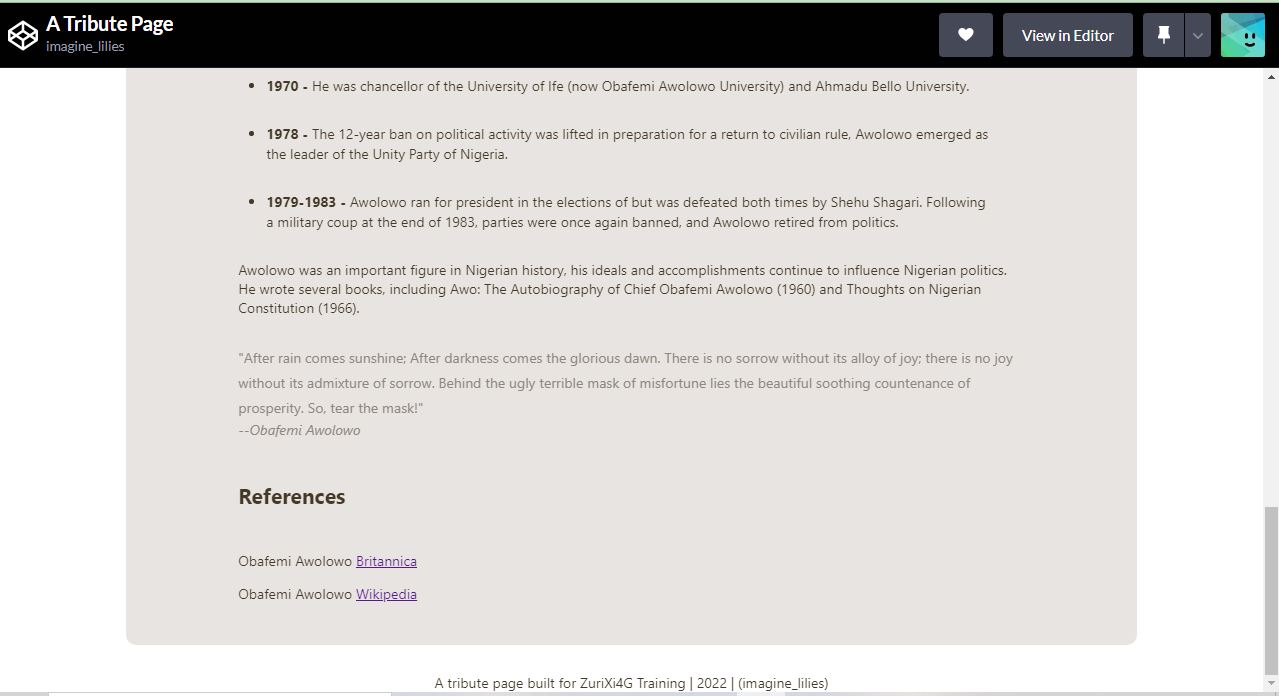 A Tribute Page
imagine_lilies
View in Editor
1970 - He was chancellor of the University of Ife (now Obafemi Awolowo University) and Ahmadu Bello University.
1978 - The 12-year ban on political activity was lifted in preparation for a return to civilian rule, Awolowo emerged as
the leader of the Unity Party of Nigeria.
1979-1983 - Awolowo ran for president in the elections of but was defeated both times by Shehu Shagari. Following
a military coup at the end of 1983, parties were once again banned, and Awolowo retired from politics.
Awolowo was an important figure in Nigerian history, his ideals and accomplishments continue to influence Nigerian politics.
He wrote several books, including Awo: The Autobiography of Chief Obafemi Awolowo (1960) and Thoughts on Nigerian
Constitution (1966).
"After rain comes sunshine; After darkness comes the glorious dawn. There is no sorrow without its alloy of joy; there is no joy
without its admixture of sorrow. Behind the ugly terrible mask of misfortune lies the beautiful soothing countenance of
prosperity. So, tear the mask!"
--Obafemi Awolowo
References
Obafemi Awolowo Britannica
Obafemi Awolowo Wikipedia
A tribute page built for ZuriXi4G Training | 2022 | (imagine_lilies)